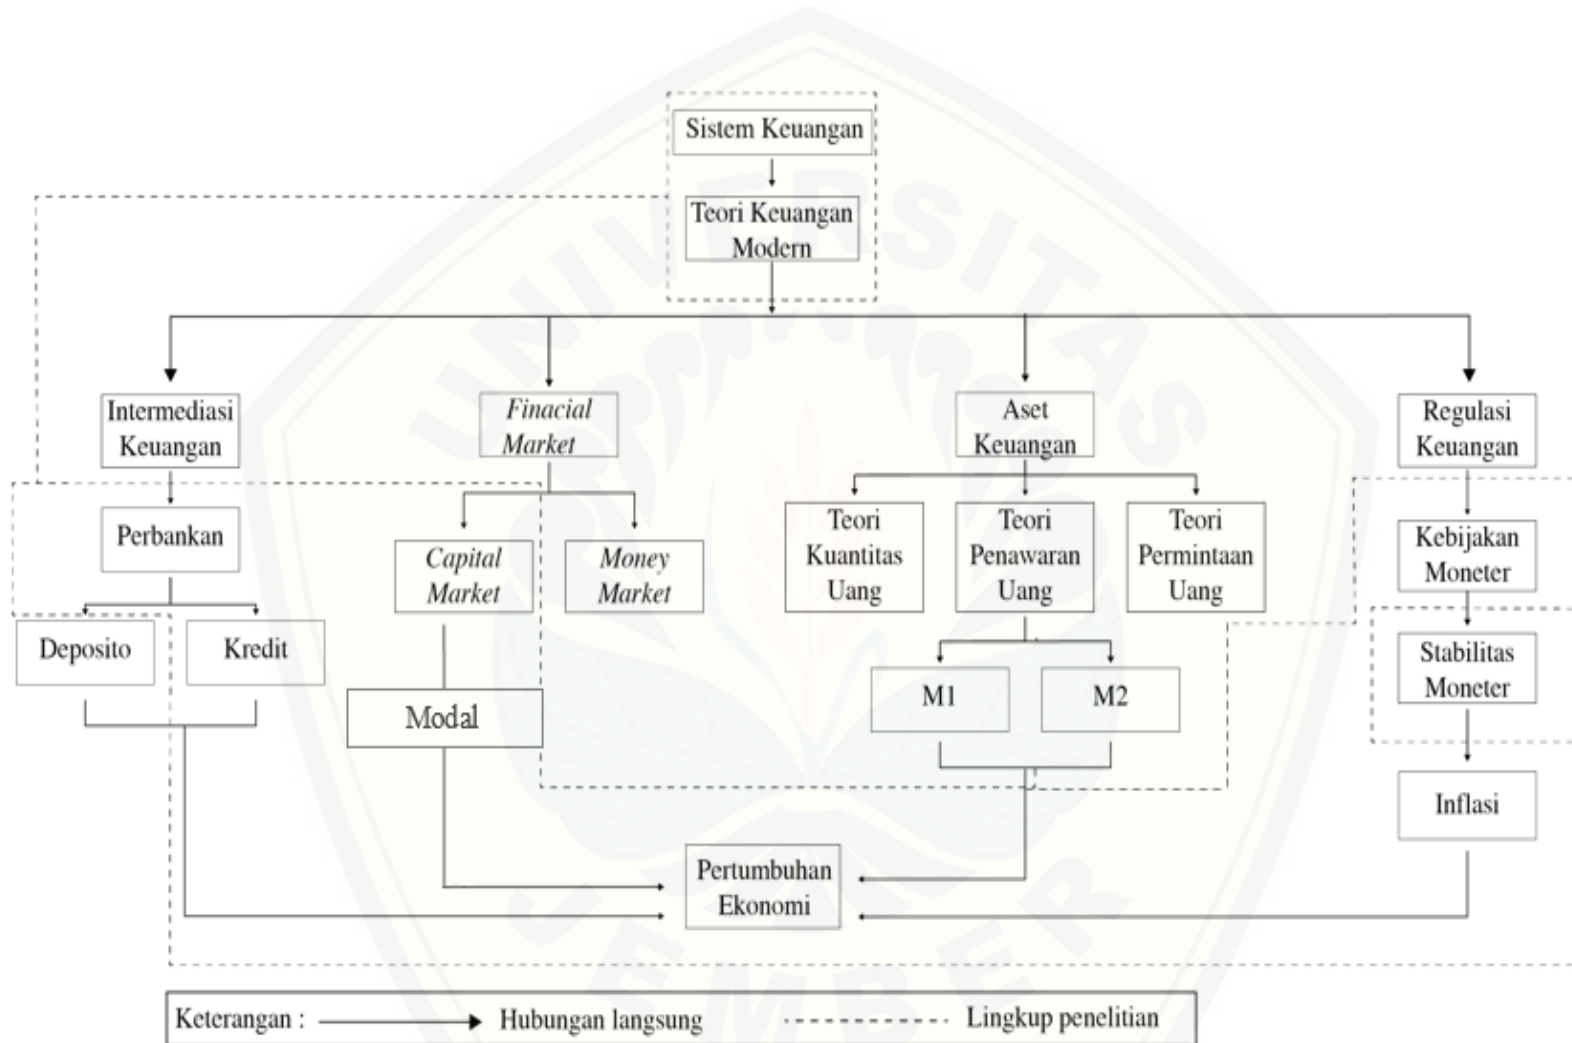 Sistem Keuangan
Teori Keuangan
Modern
Intermediasi
Keuangan
Finacial
Market
Aset
Keuangan
Regulasi
Keuangan
Perbankan
Capital
Market
Money
Market
Teori
Kuantitas
Uang
Teori
Penawaran
Uang
Teori
Permintaan
Uang
Kebijakan
Moneter
Deposito
Kredit
Modal
M1
M2
Stabilitas
Moneter
Inflasi
Pertumbuhan
Ekonomi
Keterangan : Hubungan langsung Lingkup penelitian
UNIVERSITAS
JEMBER